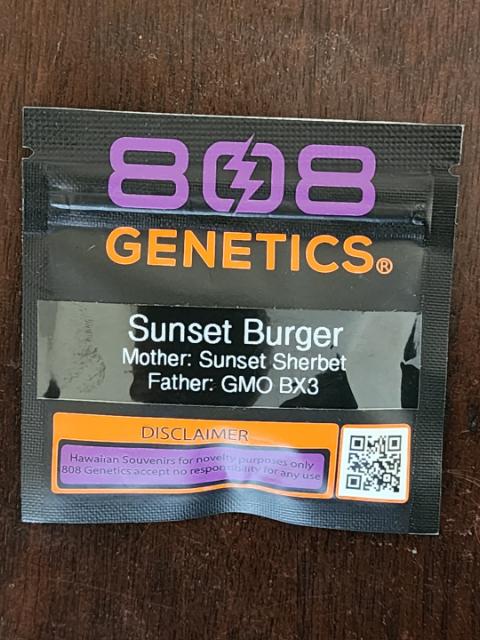 808
GENETICS®
Sunset Burger
Mother: Sunset Sherbet
Father: GMO BX3
DISCLAIMER
Hawaiian Souvenirs for novelty purposes only
808 Genetics accept no responsibility for any use